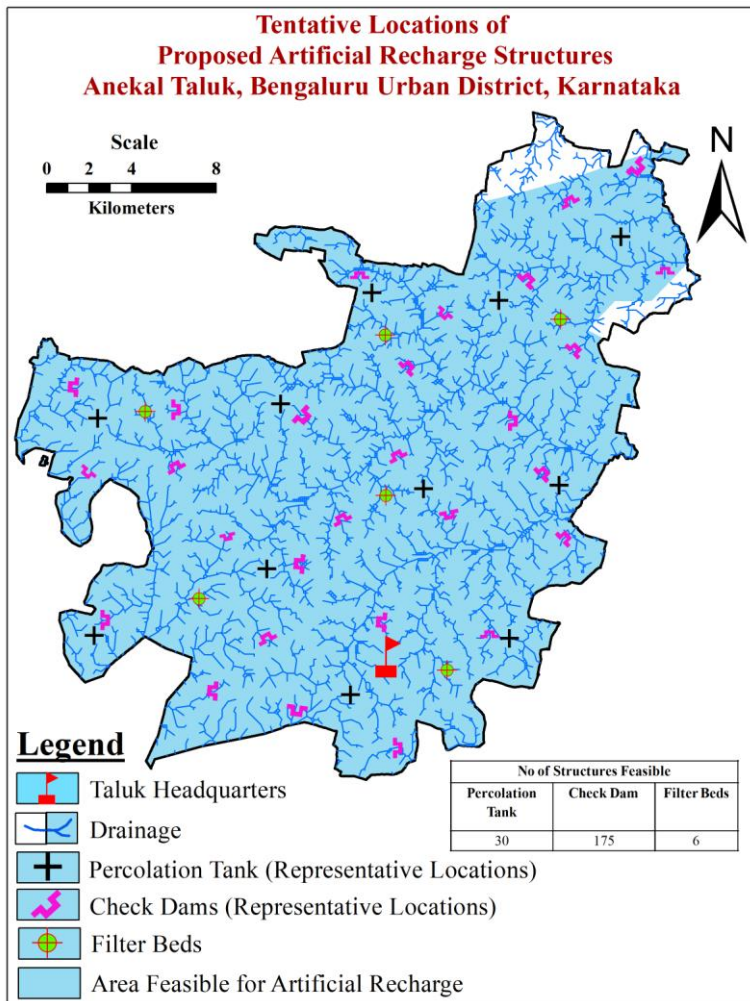 Tentative Locations of
Proposed Artificial Recharge Structures
Anekal Taluk, Bengaluru Urban District, Karnataka
Scale
0 2 4 8
Kilometers
N
Legend
Taluk Headquarters
Drainage
Percolation Tank (Representative Locations)
Check Dams (Representative Locations)
Filter Beds
Area Feasible for Artificial Recharge
No of Structures Feasible
Percolation Tank Check Dam Filter Beds
30 175 6